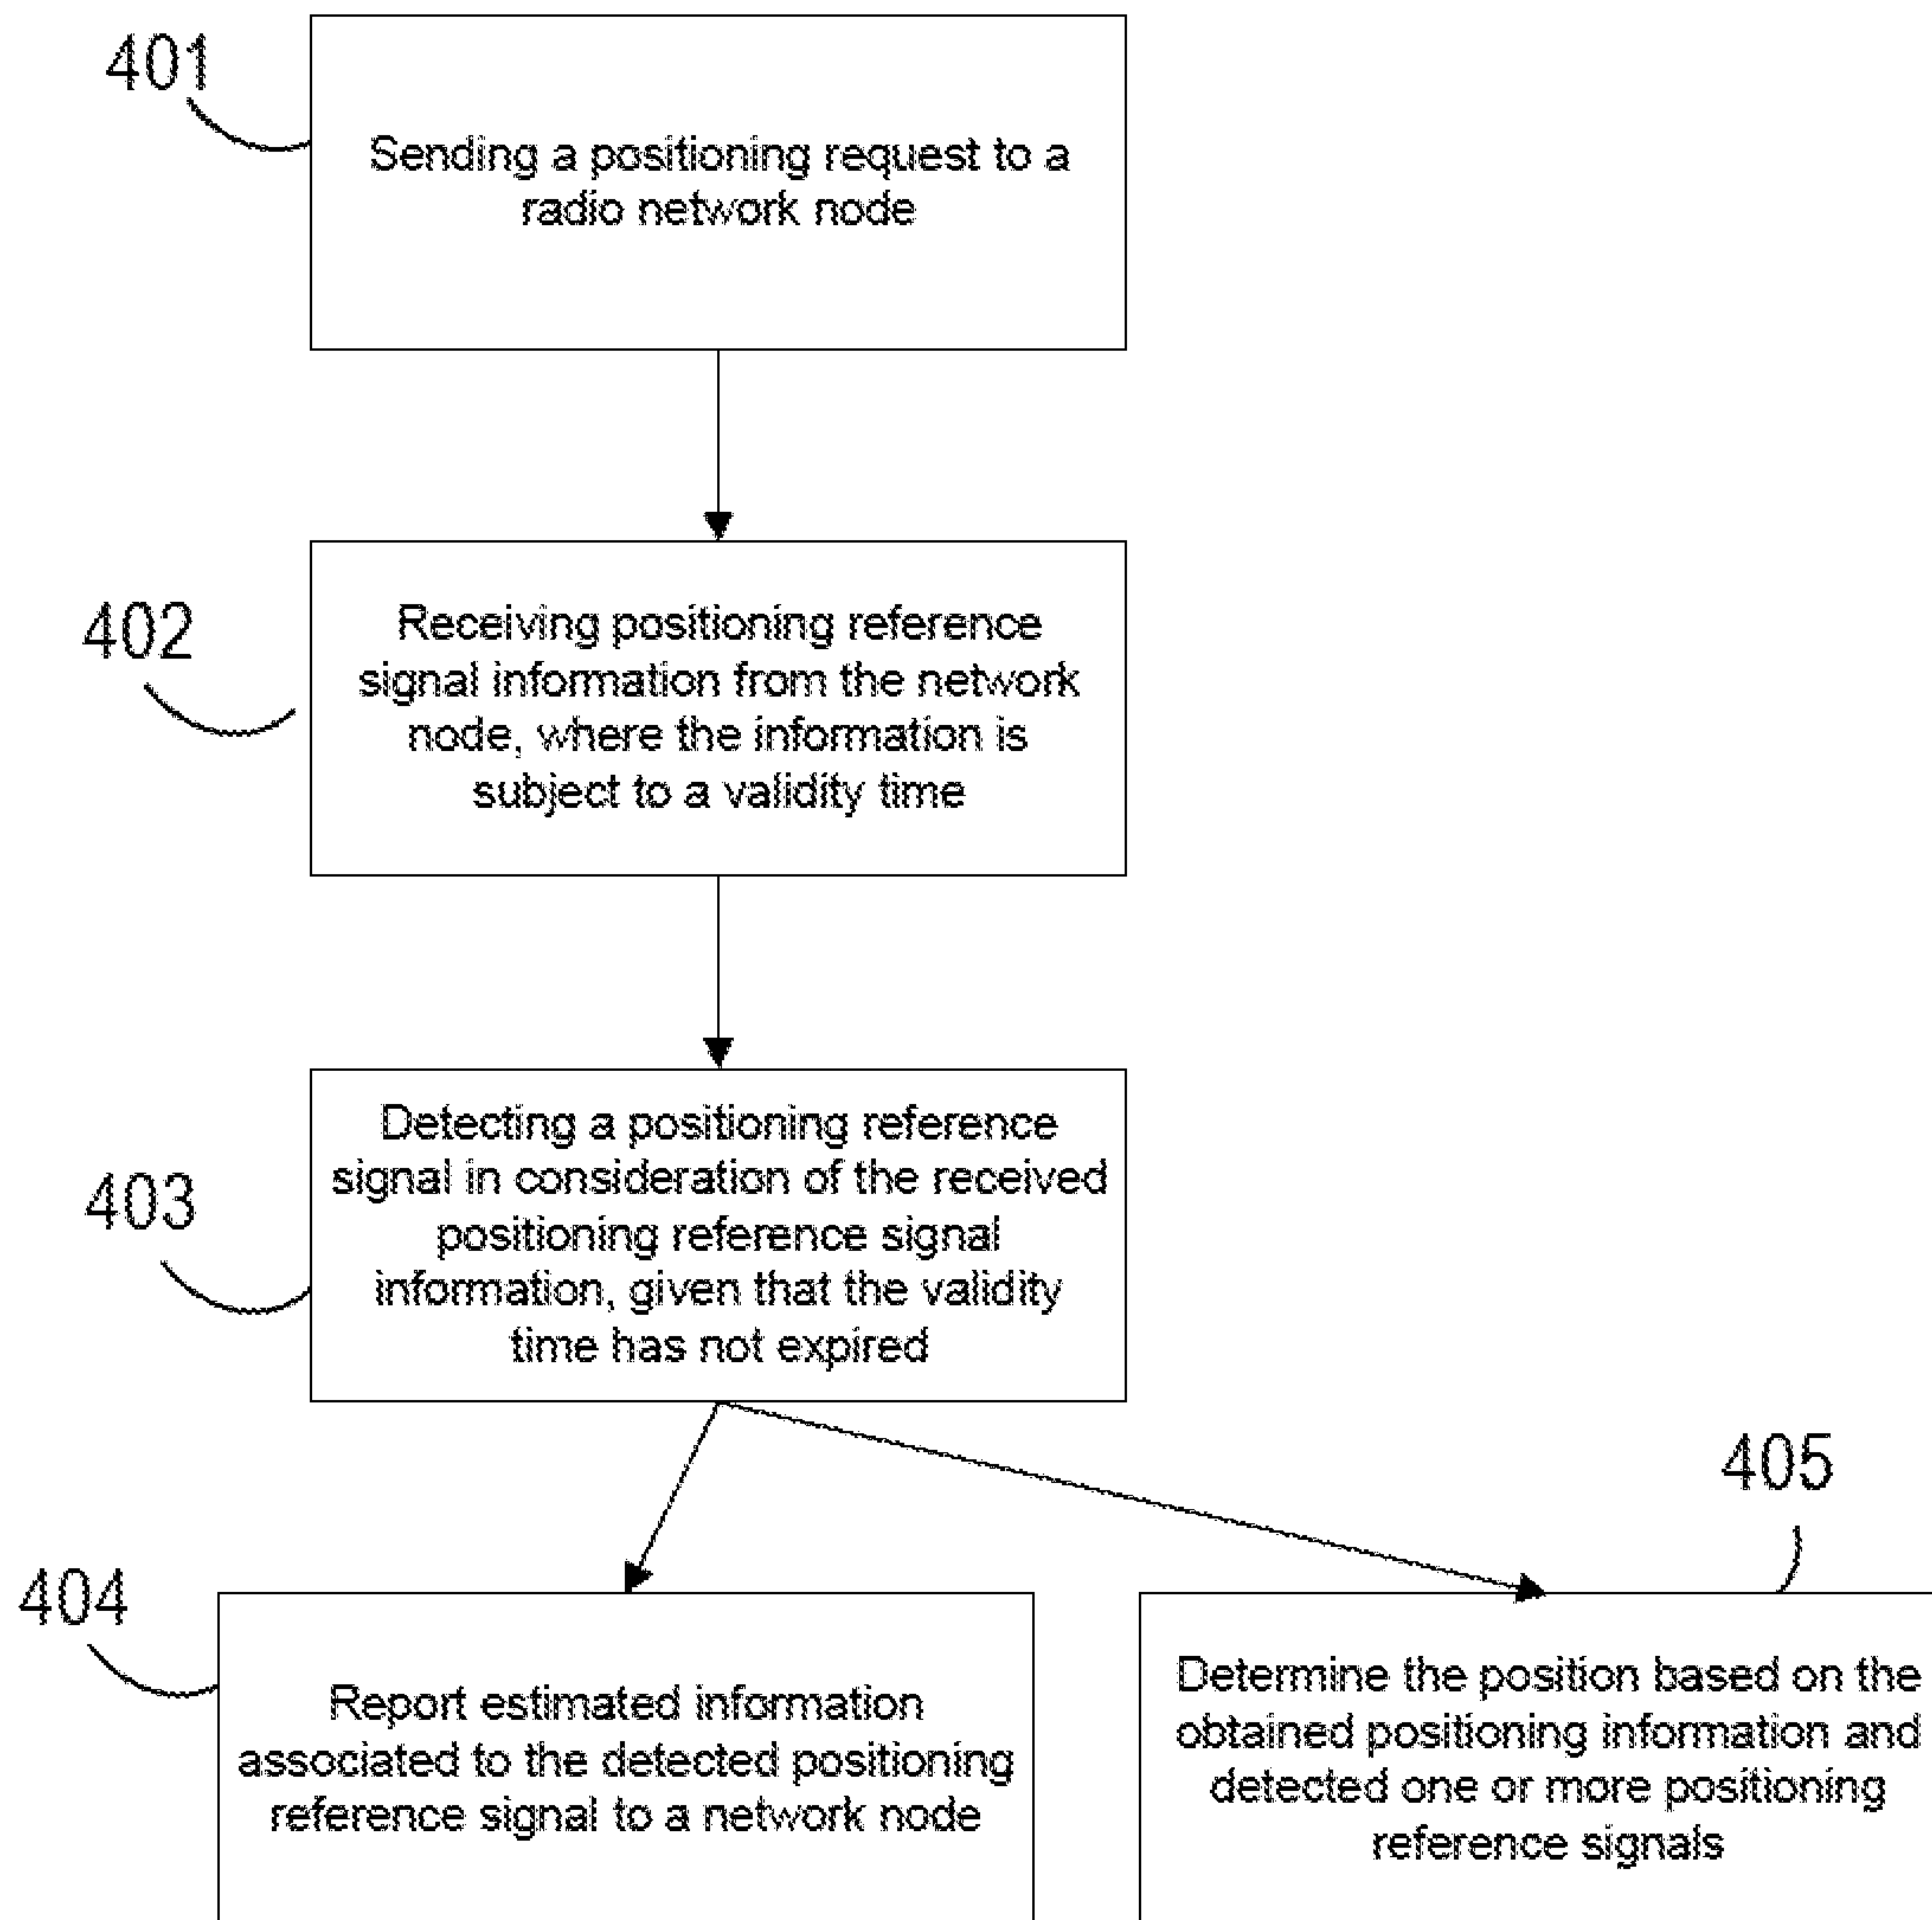 401
Sending a positioning request to a
radio network node
402
Receiving positioning reference
signal information from the network
node, where the information is
subject to a validity time
403
Detecting a positioning reference
signal in consideration of the received
positioning reference signal
information, given that the validity
time has not expired
404
Report estimated information
associated to the detected positioning
reference signal to a network node
405
Determine the position based on the
obtained positioning information and
detected one or more positioning
reference signals